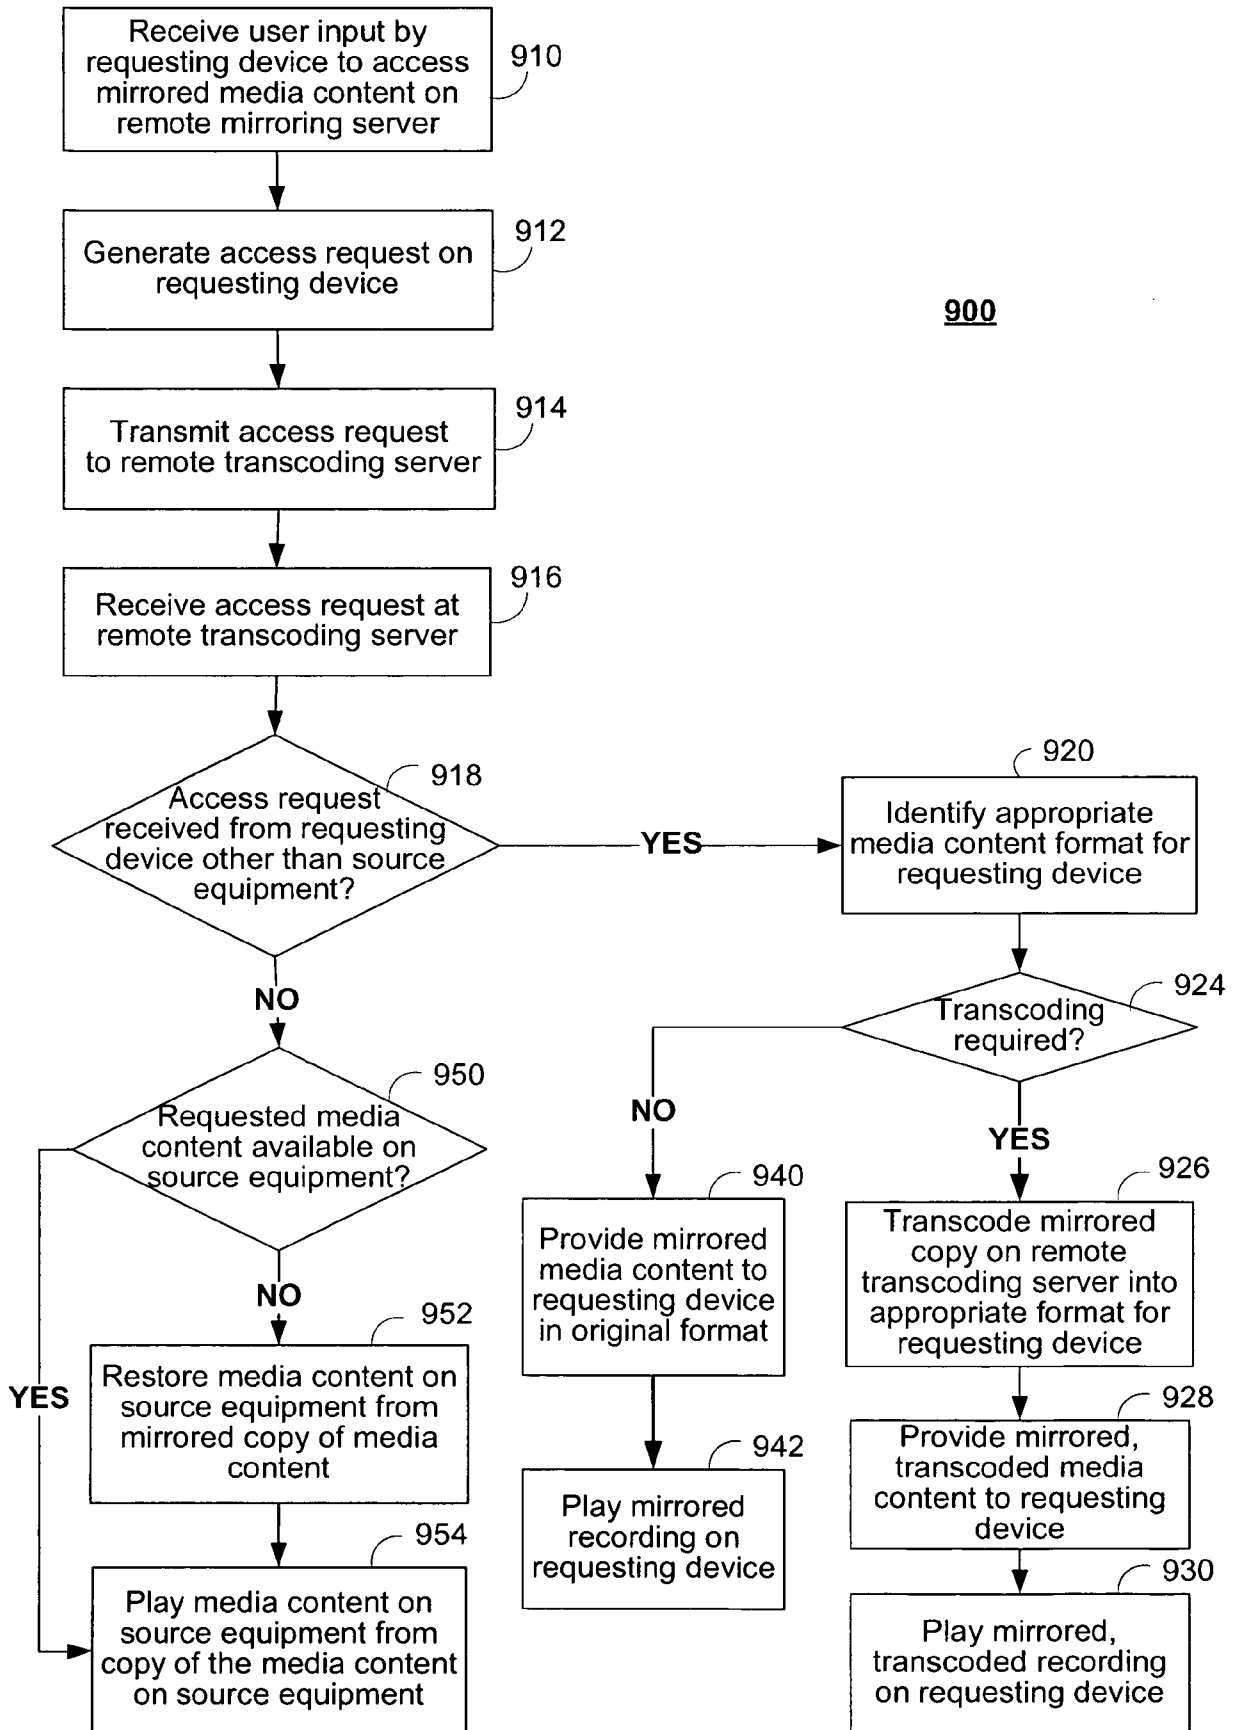 Receive user input by
requesting device to access
mirrored media content on
remote mirroring server
910
Generate access request on
requesting device
912
900
Transmit access request
to remote transcoding server
914
Receive access request at
remote transcoding server
916
Access request
received from requesting
device other than source
equipment?
918
YES
920
Identify appropriate
media content format for
requesting device
NO
Transcoding
required?
924
Requested media
content available on
source equipment?
950
NO
YES
NO
YES
940
Provide mirrored
media content to
requesting device
in original format
926
Transcode mirrored
copy on remote
transcoding server into
appropriate format for
requesting device
952
Restore media content on
source equipment from
mirrored copy of media
content
942
Play mirrored
recording on
requesting device
928
Provide mirrored,
transcoded media
content to requesting
device
954
Play media content on
source equipment from
copy of the media content
on source equipment
930
Play mirrored,
transcoded recording
on requesting device